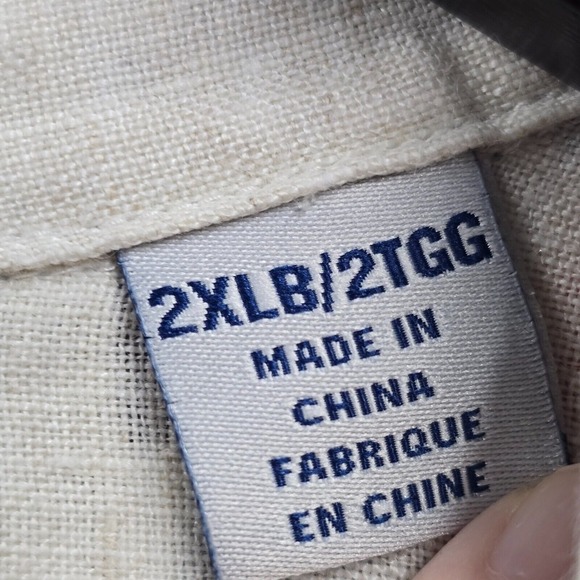 2XLB/2TGG
MADE IN
CHINA
FABRIQUE
EN CHINE